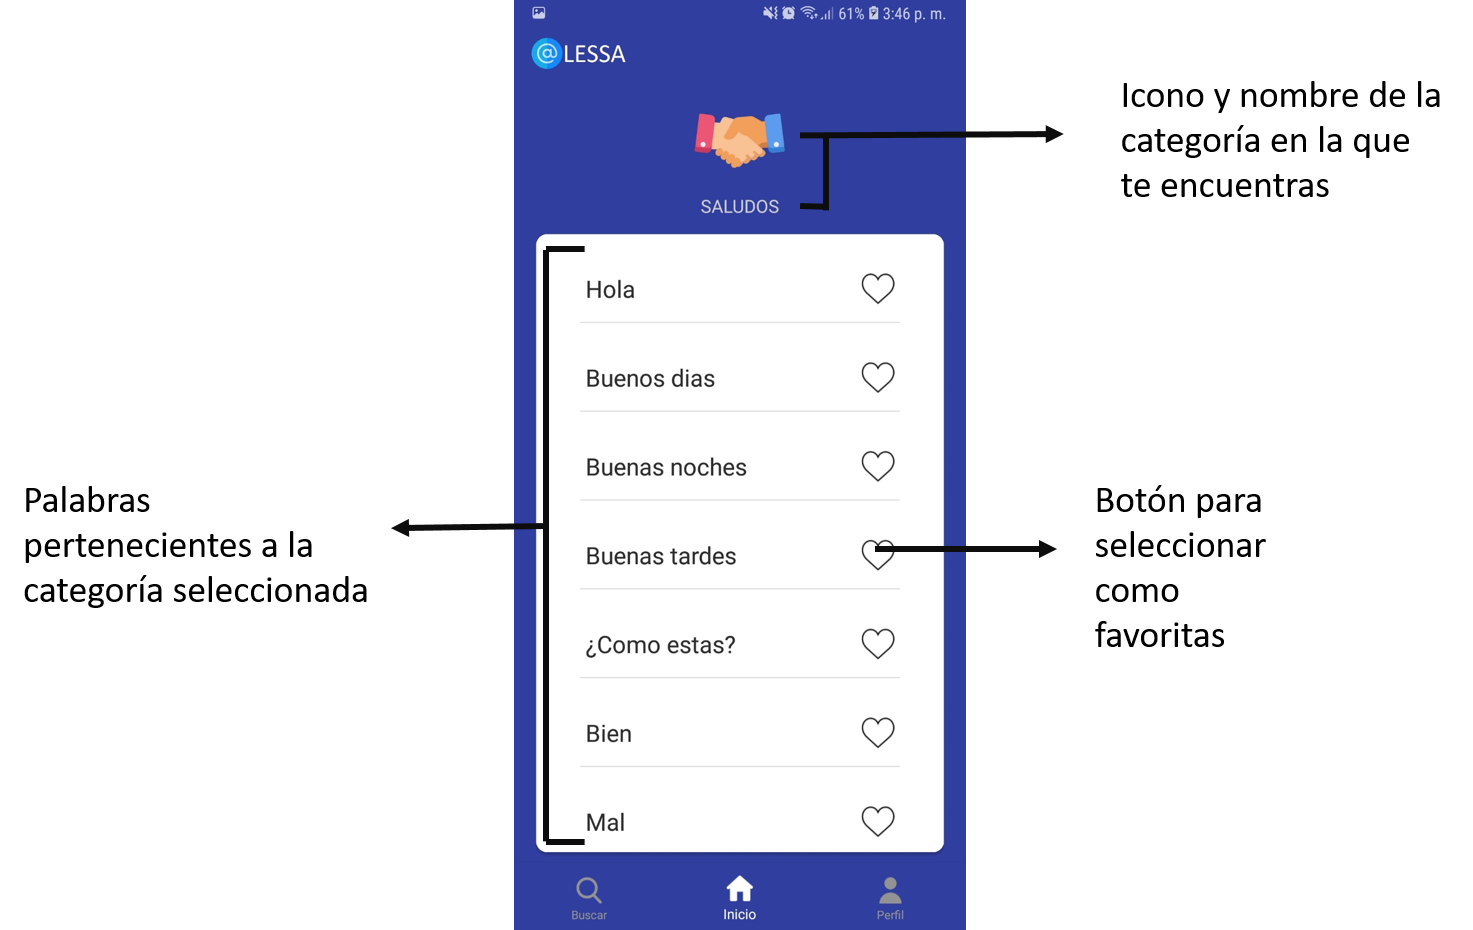 61% 3:46 p. m.
@LESSA
Icono y nombre de la
categoría en la que
te encuentras
SALUDOS
Hola
Buenos dias
Buenas noches
Palabras
pertenecientes a la
categoría seleccionada
Botón para
seleccionar
como
favoritas
Buenas tardes
¿Como estas?
Bien
Mal
Buscar
Inicio
Perfil